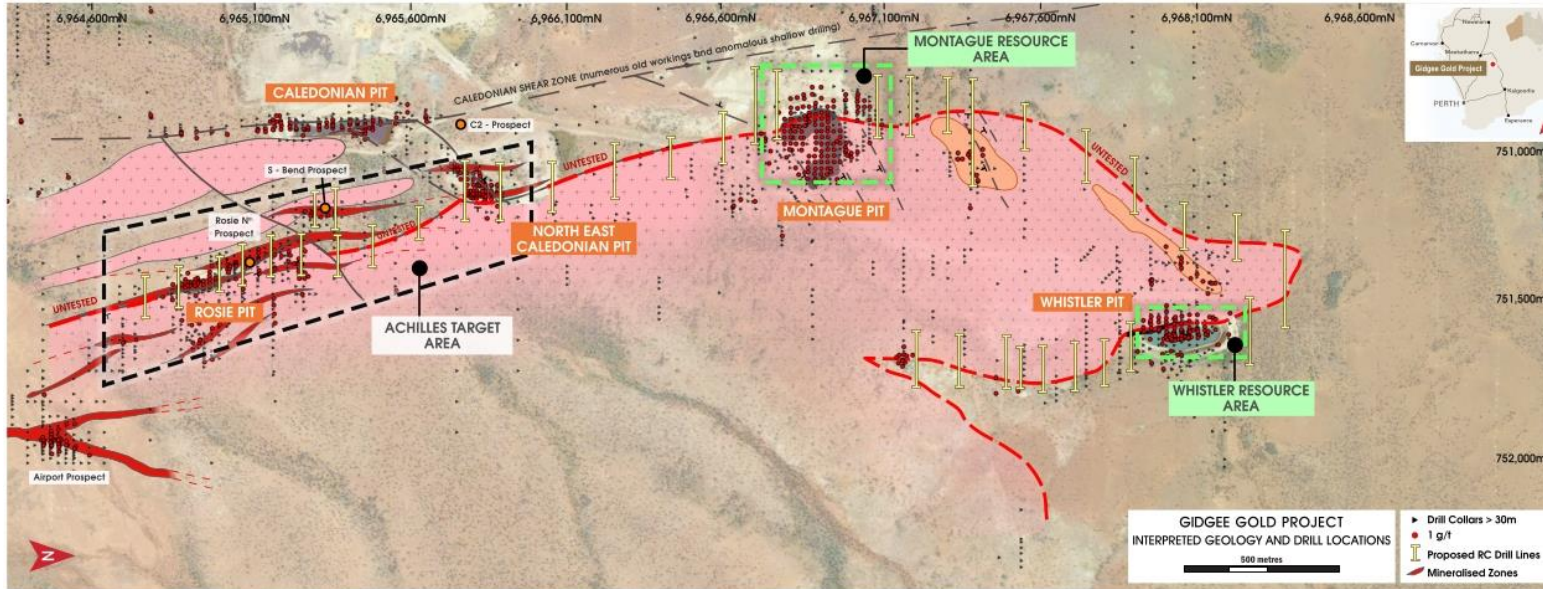 6,964,600mN
6,965,100mN
6,965,600mN
6,966,100mN
6,966,600mN
6,967,100mN
6,967,600mN
6,968,100mN
6,968,600mN
MONTAGUE RESOURCE
AREA
CALEDONIAN SHEAR ZONE (numerous old workings and anomalous shallow drilling)
CALEDONIAN PIT
C2 - Prospect
Newman
Carnarvon
Meekatharra
Gidgee Gold Project
Kalgoorlie
PERTH
Esperance
751,000m
S - Bend Prospect
UNTESTED
UNTESTED
MONTAGUE PIT
Rosie Nth
Prospect
UNTESTED
NORTH EAST
CALEDONIAN PIT
UNTESTED
ROSIE PIT
ACHILLES TARGET
AREA
WHISTLER PIT
751,500m
WHISTLER RESOURCE
AREA
Airport Prospect
752,000m
N
GIDGEE GOLD PROJECT
INTERPRETED GEOLOGY AND DRILL LOCATIONS
500 metres
Drill Collars > 30m
1 g/t
Proposed RC Drill Lines
Mineralised Zones